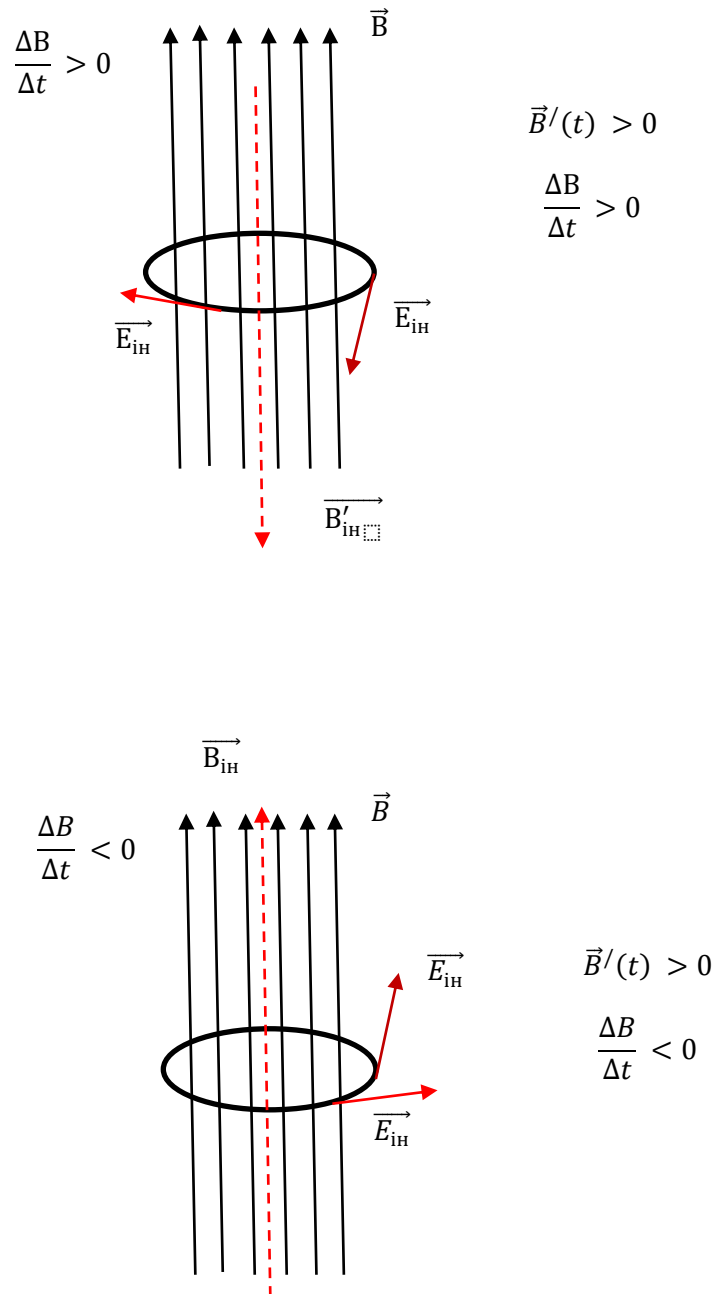 ΔB/Δt > 0
B⃗
B⃗ ′(t) > 0
ΔB/Δt > 0
E⃗ін
E⃗ін
B⃗′ін⬚
B⃗ін
ΔB/Δt < 0
B⃗
E⃗ін
B⃗ ′(t) > 0
ΔB/Δt < 0
E⃗ін